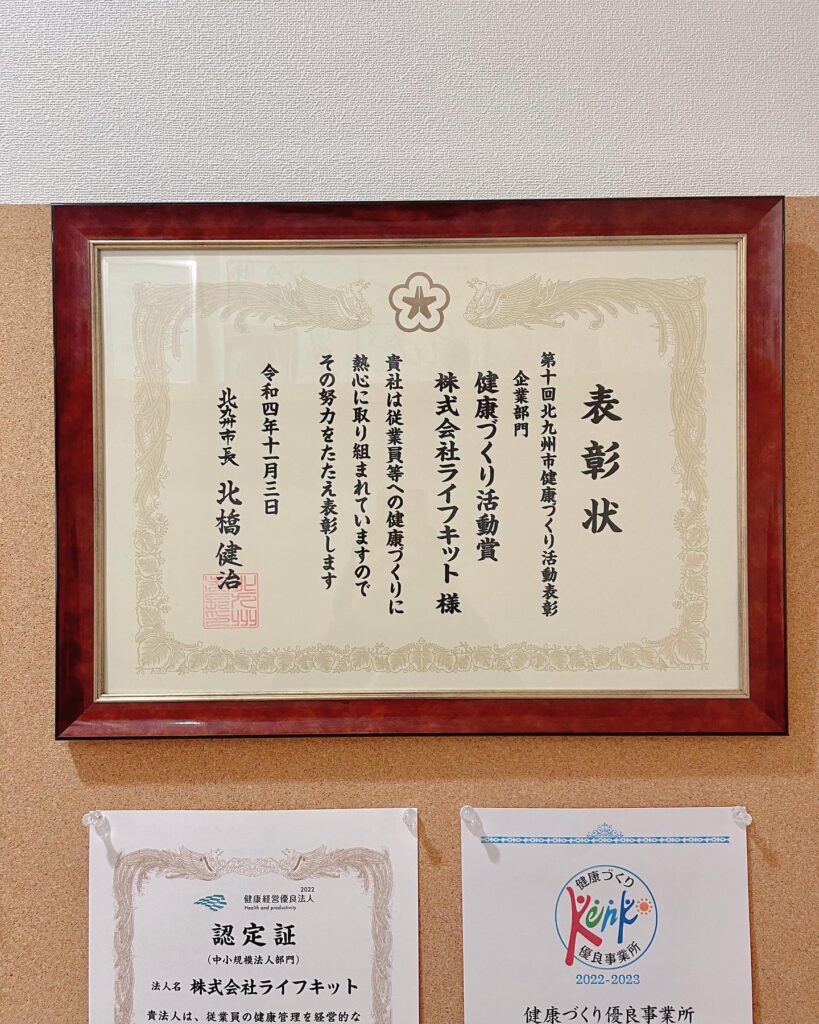 表彰状
第十回北九州市健康づくり活動表彰
企業部門
健康づくり活動賞
株式会社ライフキット 様
貴社は従業員等への健康づくりに
熱心に取り組まれていますので
その努力をたたえ表彰します
令和四年十一月三日
北九州市長 北橋健治
2022
健康経営優良法人
Health and productivity
認定証
(中小規模法人部門)
法人名 株式会社ライフキット
貴法人は、従業員の健康管理を経営的な
健康づくり
Kenk
優良事業所
2022-2023
健康づくり優良事業所